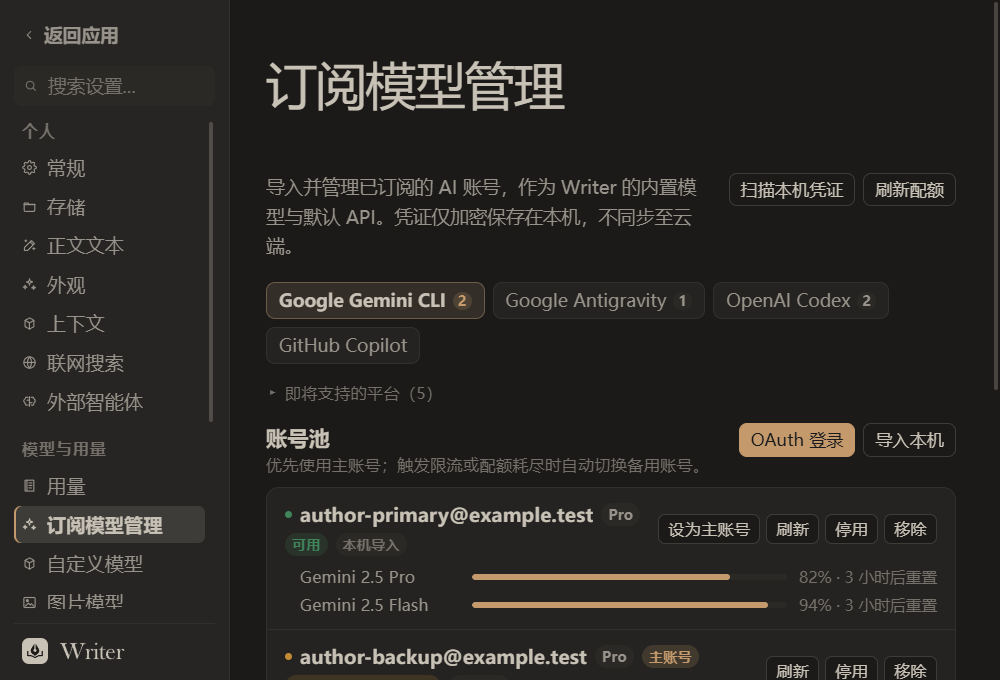 返回应用
搜索设置...
个人
常规
存储
正文文本
外观
上下文
联网搜索
外部智能体
模型与用量
用量
订阅模型管理
自定义模型
图片模型
Writer
订阅模型管理
导入并管理已订阅的 AI 账号，作为 Writer 的内置模
型与默认 API。凭证仅加密保存在本机，不同步至云
端。
扫描本机凭证 刷新配额
Google Gemini CLI 2 Google Antigravity 1 OpenAI Codex 2
GitHub Copilot
即将支持的平台（5）
账号池
优先使用主账号；触发限流或配额耗尽时自动切换备用账号。
OAuth 登录 导入本机
author-primary@example.test Pro
可用 本机导入
设为主账号 刷新 停用 移除
Gemini 2.5 Pro 82% · 3 小时后重置
Gemini 2.5 Flash 94% · 3 小时后重置
author-backup@example.test Pro 主账号
刷新 停用 移除